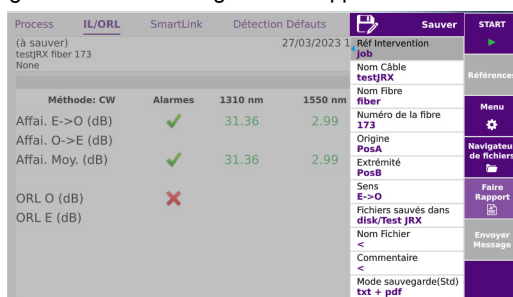 Process IL/ORL SmartLink Détection Défauts
(à sauver) 27/03/2023 1
testJRX fiber 173
None
Méthode: CW Alarmes 1310 nm 1550 nm
Affai. E->O (dB) 31.36 2.99
Affai. O->E (dB)
Affai. Moy. (dB) 31.36 2.99
ORL O (dB)
ORL E (dB)
Sauver
Réf Intervention
job
Nom Câble
testJRX
Nom Fibre
fiber
Numéro de la fibre
173
Origine
PosA
Extrémité
PosB
Sens
E->O
Fichiers sauvés dans
disk/Test JRX
Nom Fichier
<
Commentaire
<
Mode sauvegarde(Std)
txt + pdf
START
Référence
Menu
Navigateu
de fichiers
Faire
Rapport
Envoyer
Message